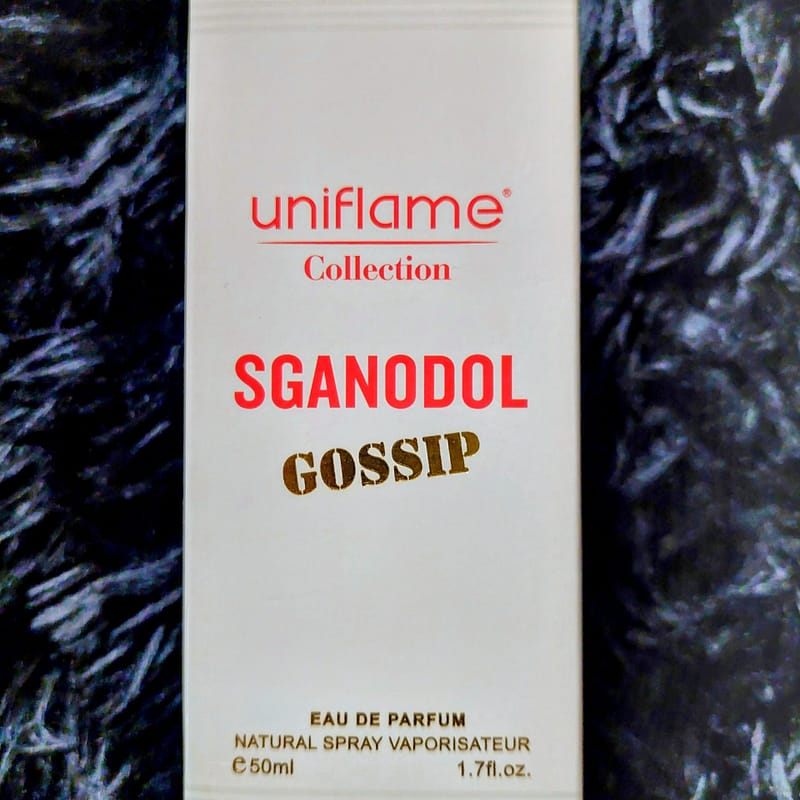 uniflame®
Collection
SGANODOL
GOSSIP
EAU DE PARFUM
NATURAL SPRAY VAPORISATEUR
℮50ml 1.7fl.oz.